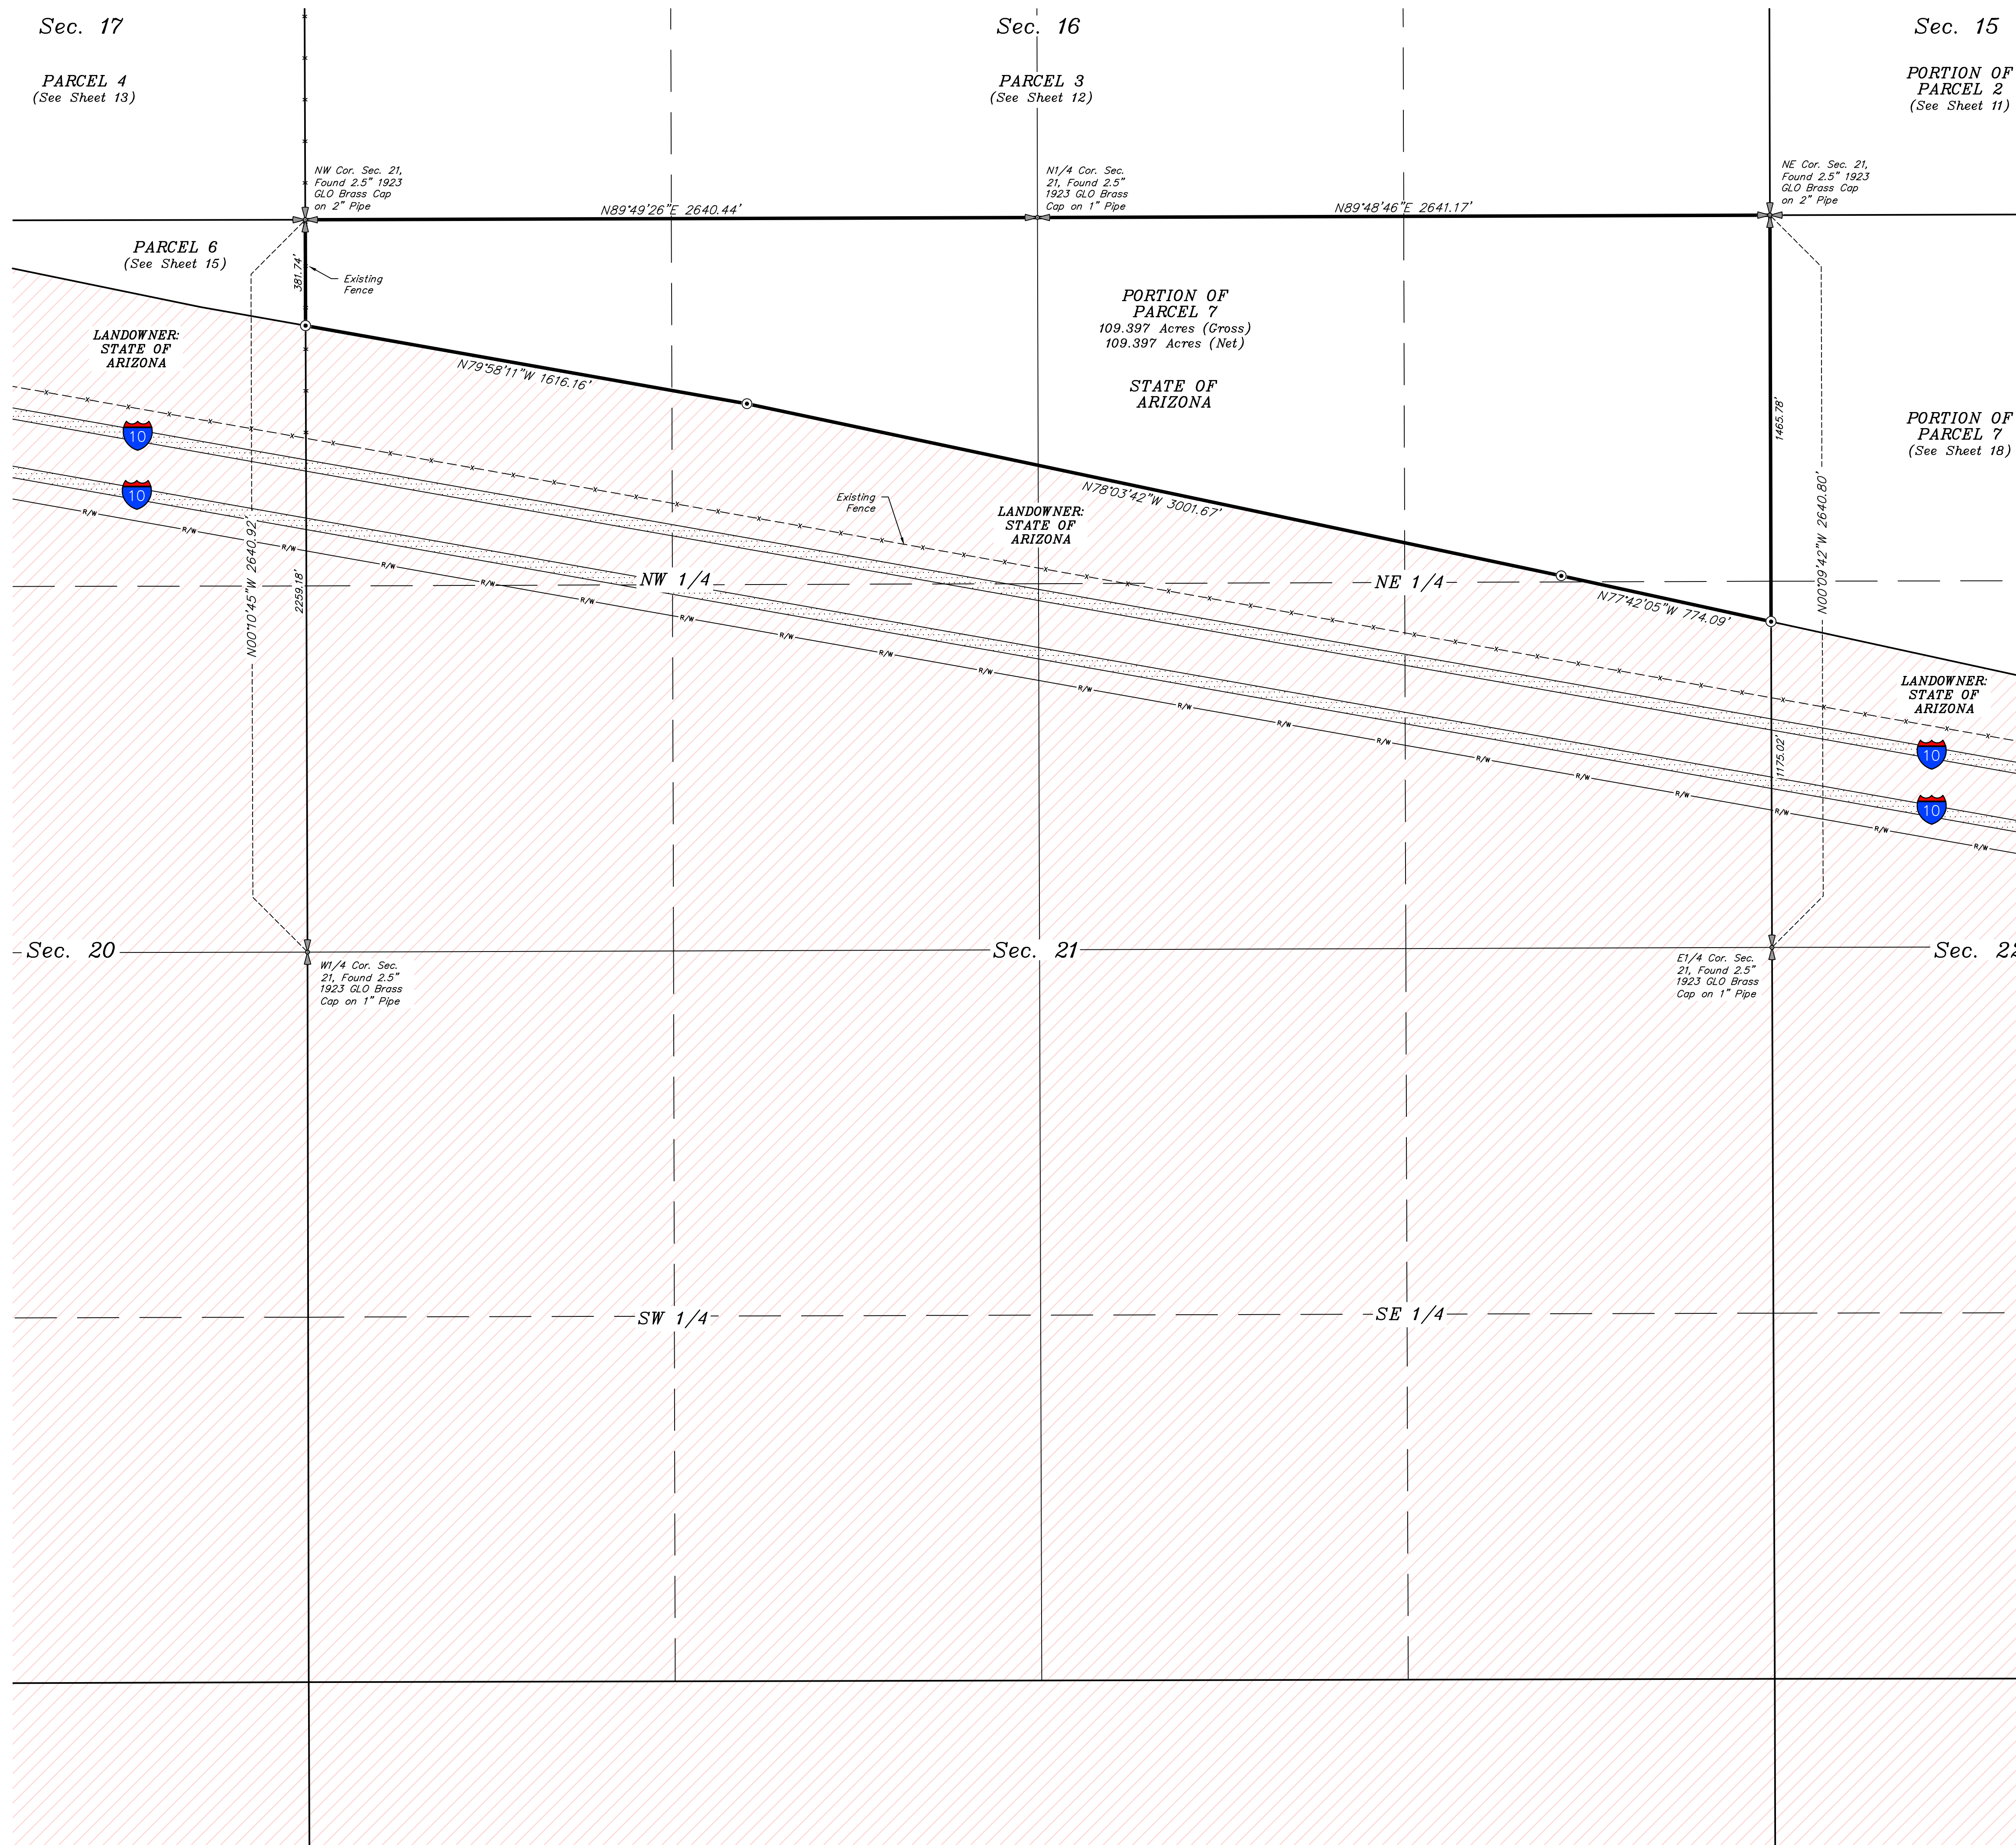 Sec. 17
Sec. 16
Sec. 15
PARCEL 4
(See Sheet 13)
PARCEL 3
(See Sheet 12)
PORTION OF
PARCEL 2
(See Sheet 11)
NW Cor. Sec. 21,
Found 2.5" 1923
GLO Brass Cap
on 2" Pipe
N1/4 Cor. Sec.
21, Found 2.5"
1923 GLO Brass
Cap on 1" Pipe
NE Cor. Sec. 21,
Found 2.5" 1923
GLO Brass Cap
on 2" Pipe
N89°49'26"E 2640.44'
N89°48'46"E 2641.17'
PARCEL 6
(See Sheet 15)
381.74'
Existing
Fence
PORTION OF
PARCEL 7
109.397 Acres (Gross)
109.397 Acres (Net)
STATE OF
ARIZONA
LANDOWNER:
STATE OF
ARIZONA
N79°58'11"W 1616.16'
1465.78'
PORTION OF
PARCEL 7
(See Sheet 18)
10
10
N78°03'42"W 3001.67'
Existing
Fence
LANDOWNER:
STATE OF
ARIZONA
N00°10'45"W 2640.92'
2259.18'
N00°09'42"W 2640.80'
NW 1/4
NE 1/4
N77°42'05"W 774.09'
R/W R/W R/W R/W R/W R/W R/W R/W R/W R/W R/W R/W R/W R/W R/W R/W R/W R/W R/W R/W
LANDOWNER:
STATE OF
ARIZONA
1175.02'
10
10
Sec. 20
Sec. 21
Sec. 22
W1/4 Cor. Sec.
21, Found 2.5"
1923 GLO Brass
Cap on 1" Pipe
E1/4 Cor. Sec.
21, Found 2.5"
1923 GLO Brass
Cap on 1" Pipe
SW 1/4
SE 1/4